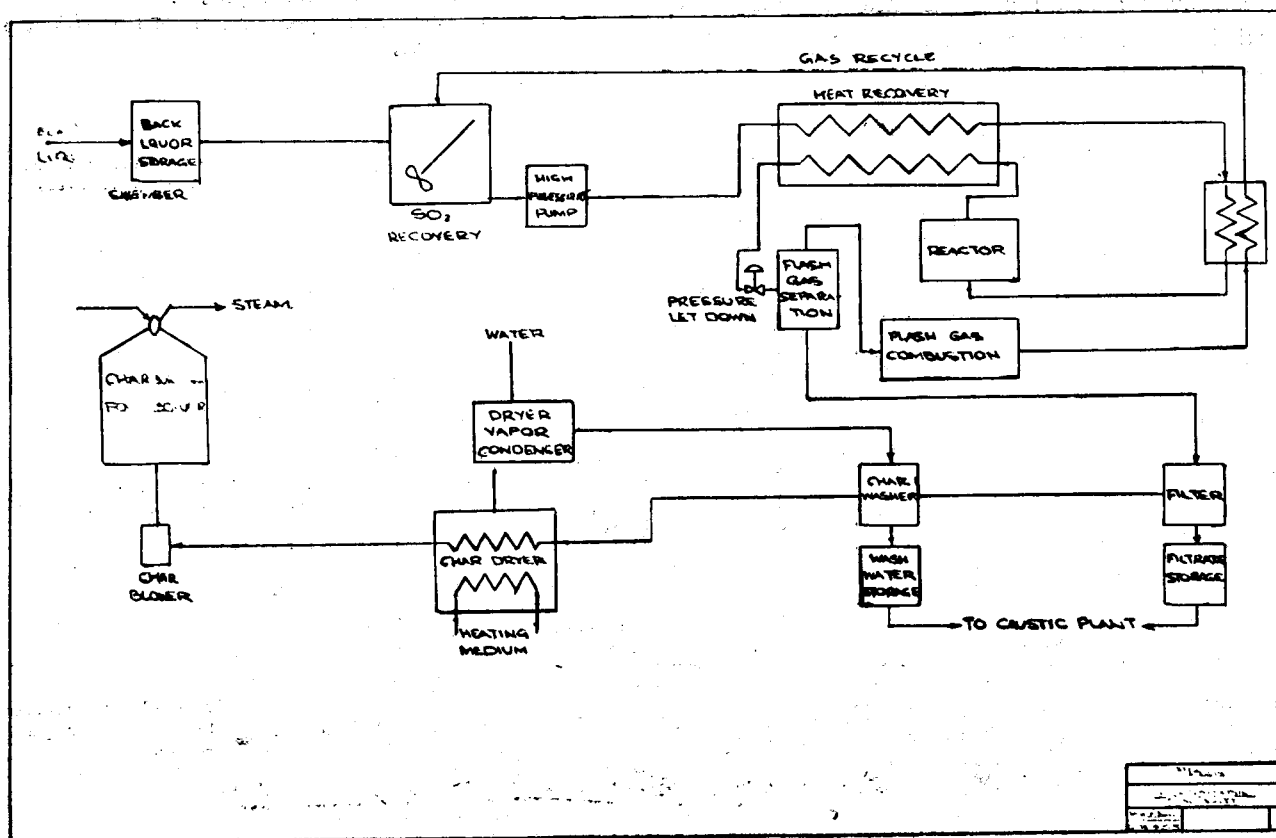 GAS RECYCLE
HEAT RECOVERY
BACK
LIQUOR
STORAGE
HIGH
PRESSURE
PUMP
SO₂
RECOVERY
REACTOR
FLASH
GAS
SEPARA-
TION
PRESSURE
LET DOWN
FLASH GAS
COMBUSTION
STEAM.
WATER
CHAR
DRYER
VAPOR
CONDENSER
CHAR
WASHER
FILTER
CHAR DRYER
CHAR
BLOWER
WASH
WATER
STORAGE
FILTRATE
STORAGE
HEATING
MEDIUM
TO CAUSTIC PLANT